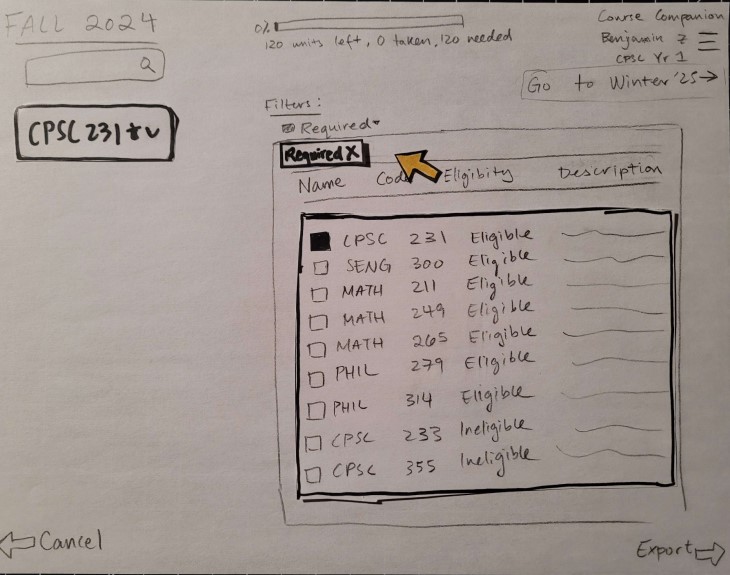 FALL 2024
0%
120 units left, 0 taken, 120 needed
Course Companion
Benjamin Z
CPSC Yr 1
Go to Winter '25
CPSC 231
Filters:
Required
Required X
Name Code Eligibity Description
CPSC 231 Eligible
SENG 300 Eligible
MATH 211 Eligible
MATH 249 Eligible
MATH 265 Eligible
PHIL 279 Eligible
PHIL 314 Eligible
CPSC 233 Ineligible
CPSC 355 Ineligible
Cancel
Export